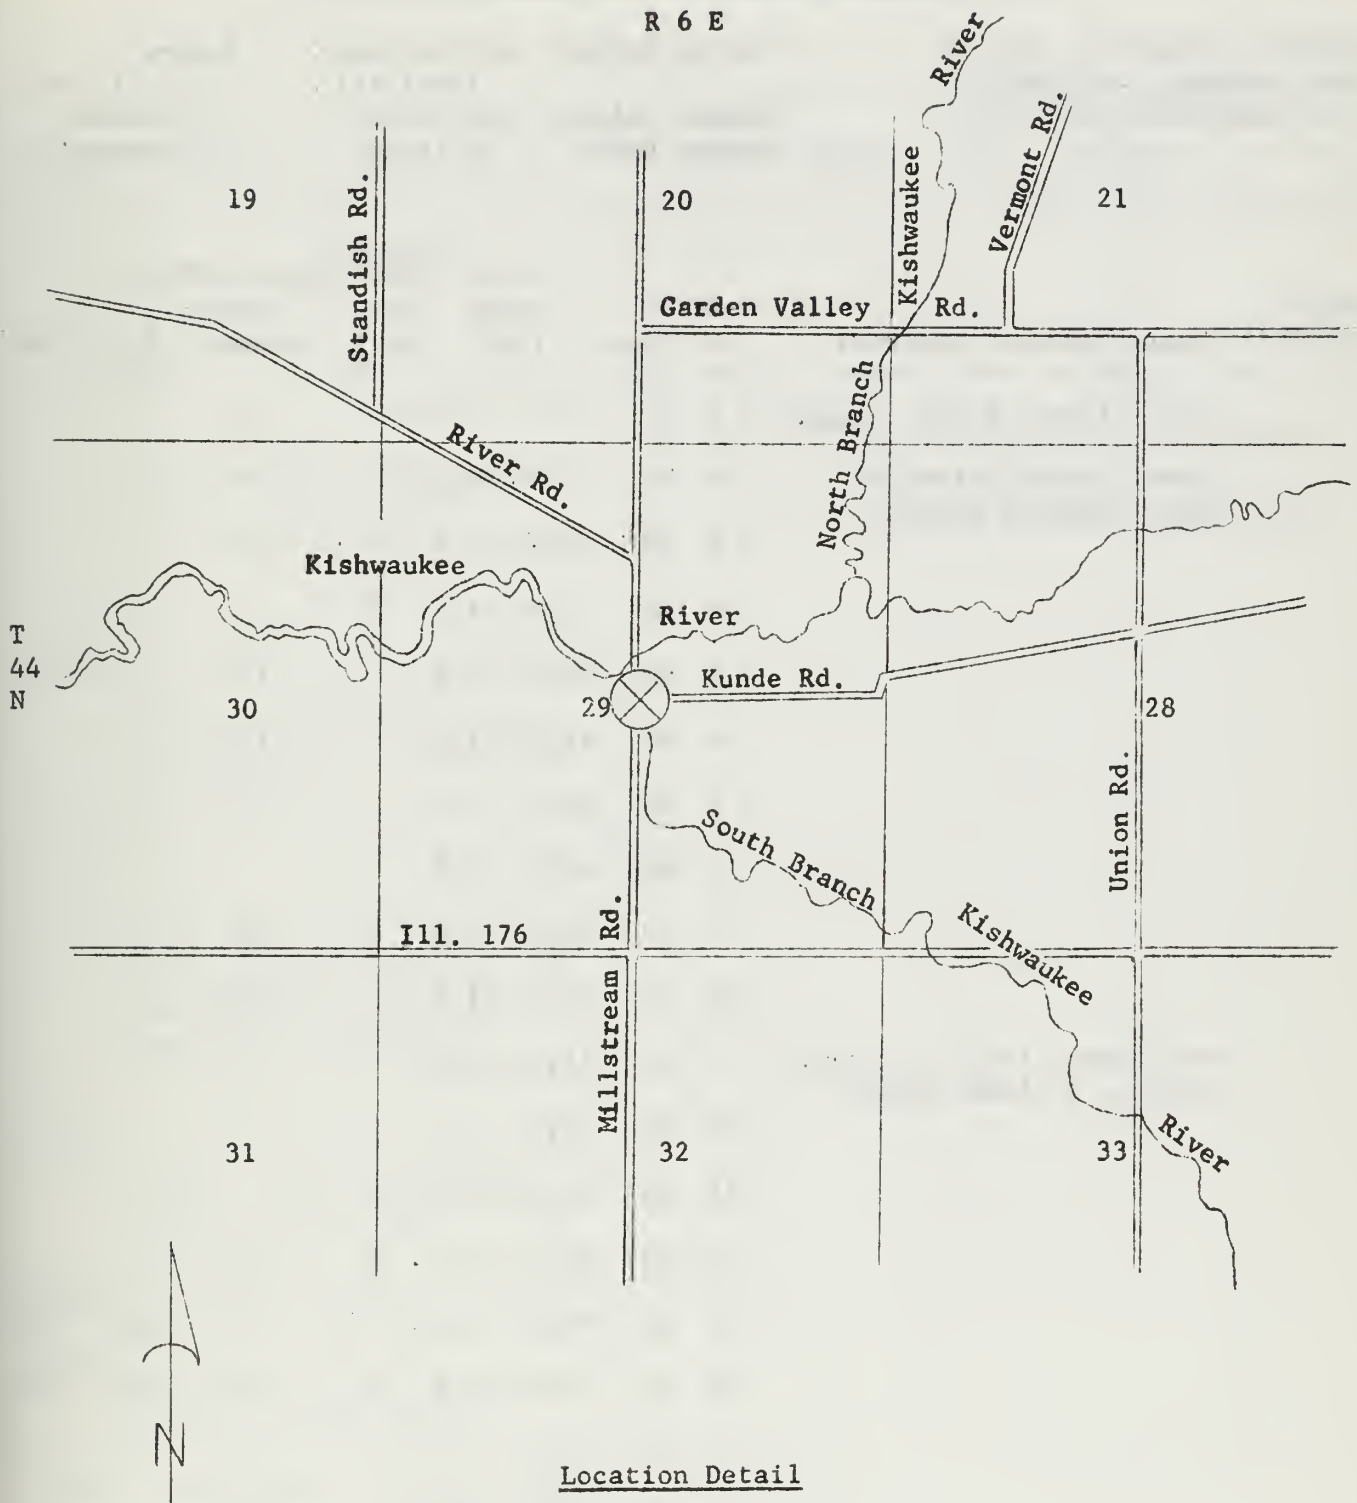 R 6 E
River
Kishwaukee
Vermont Rd.
19
Standish Rd.
20
21
Garden Valley Rd.
North Branch
River Rd.
Kishwaukee
River
T
44
N
Kunde Rd.
30
29
28
Union Rd.
South Branch
Kishwaukee
River
Ill. 176
Millstream Rd.
31
32
33
N
Location Detail